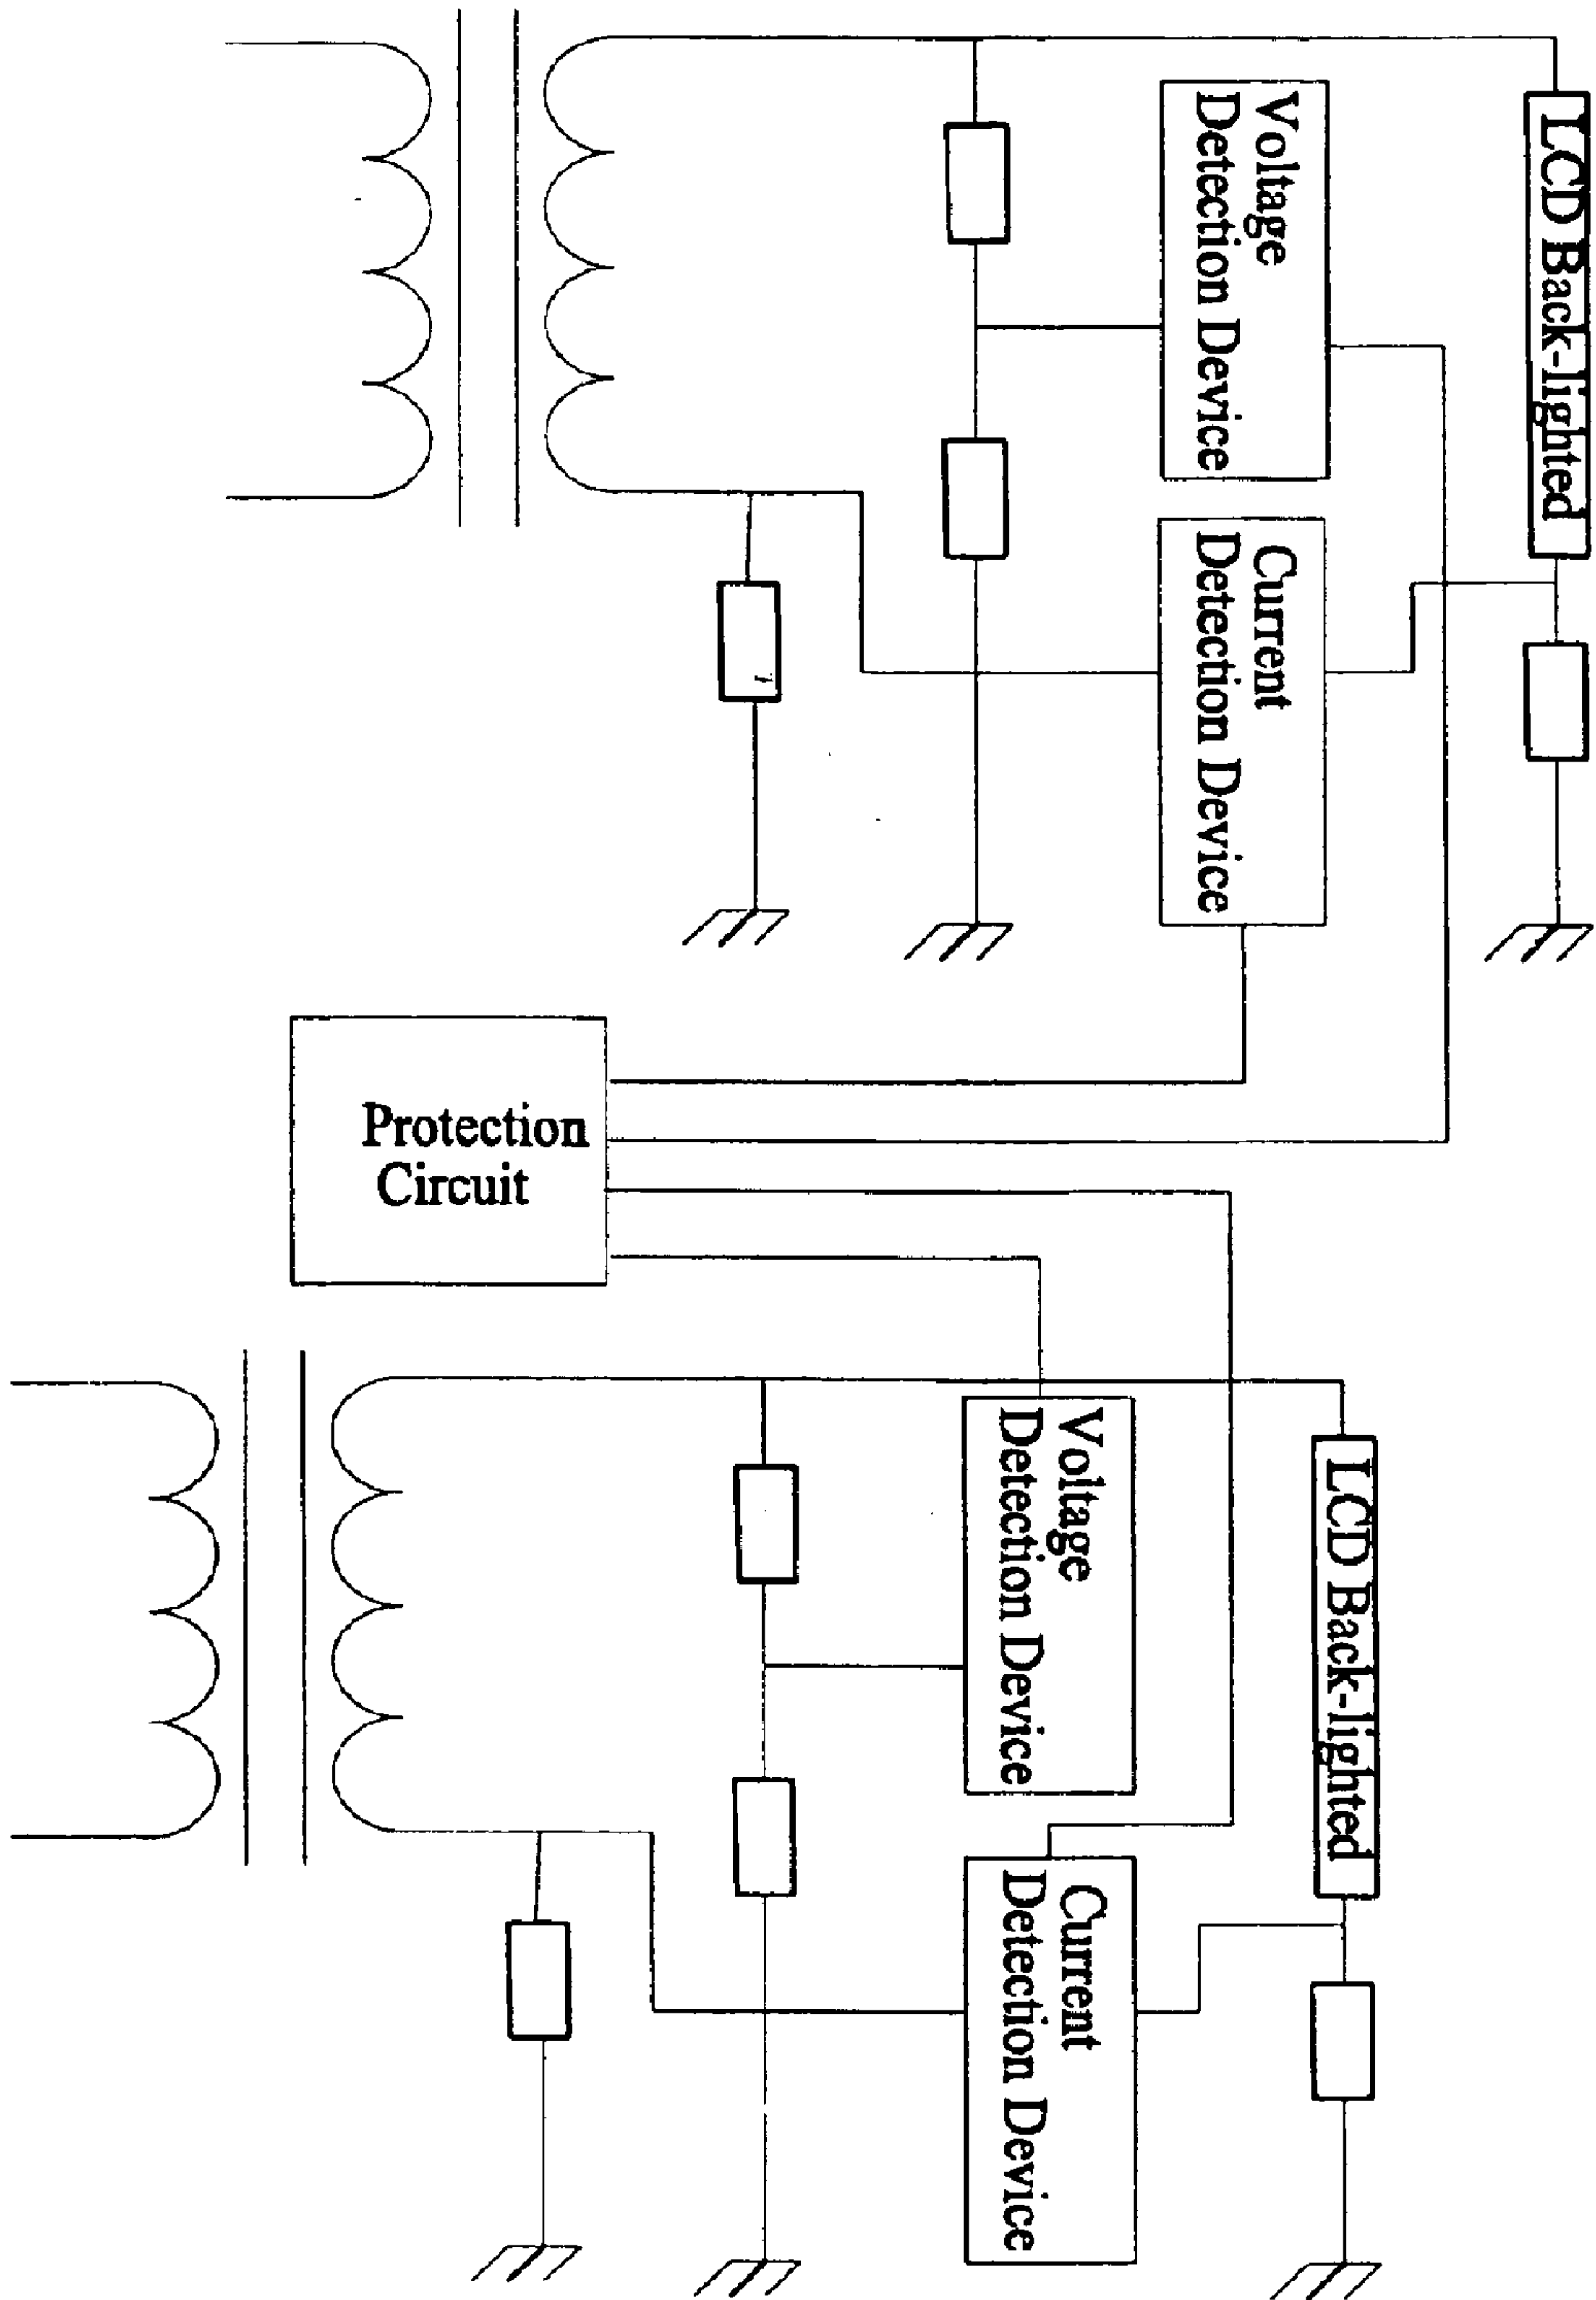 LCD Back-lighted
Voltage
Detection Device
Current
Detection Device
Protection
Circuit
LCD Back-lighted
Voltage
Detection Device
Current
Detection Device